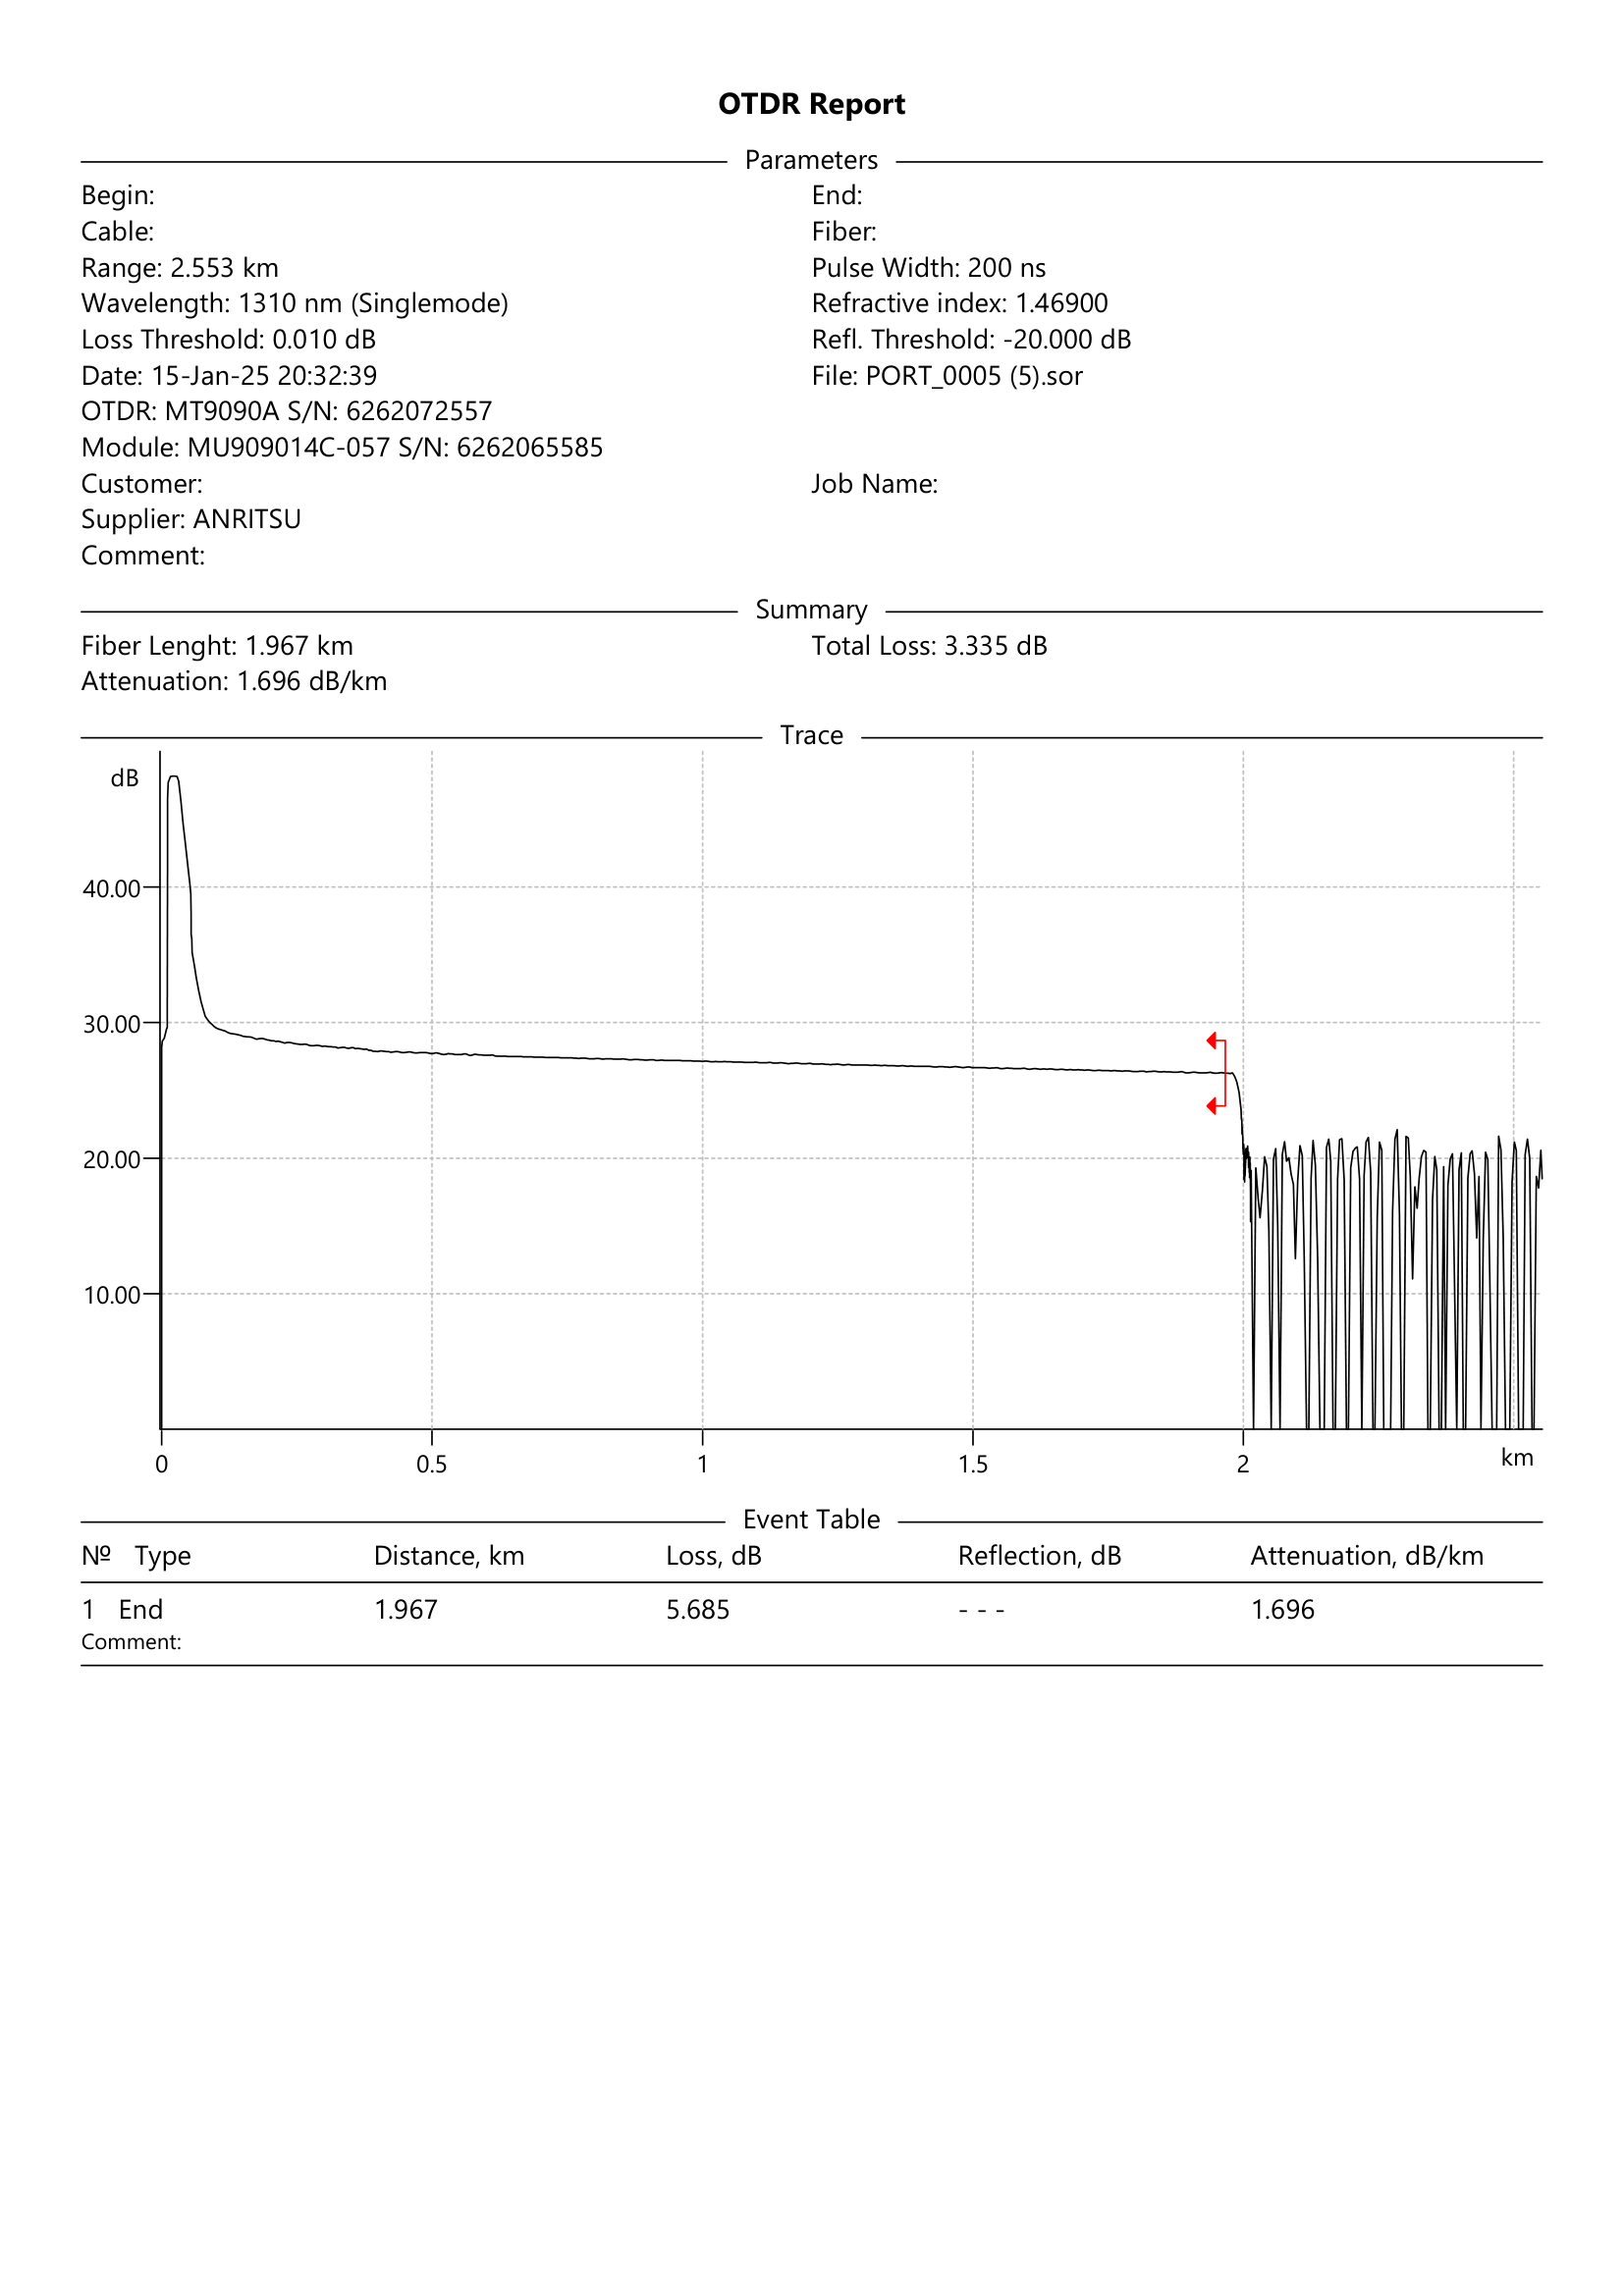 OTDR Report
Parameters
Begin: End:
Cable: Fiber:
Range: 2.553 km Pulse Width: 200 ns
Wavelength: 1310 nm (Singlemode) Refractive index: 1.46900
Loss Threshold: 0.010 dB Refl. Threshold: -20.000 dB
Date: 15-Jan-25 20:32:39 File: PORT_0005 (5).sor
OTDR: MT9090A S/N: 6262072557
Module: MU909014C-057 S/N: 6262065585
Customer: Job Name:
Supplier: ANRITSU
Comment:
Summary
Fiber Lenght: 1.967 km Total Loss: 3.335 dB
Attenuation: 1.696 dB/km
Trace
dB
40.00
30.00
20.00
10.00
0 0.5 1 1.5 2 km
Event Table
Nº Type Distance, km Loss, dB Reflection, dB Attenuation, dB/km
1 End 1.967 5.685 - - - 1.696
Comment: